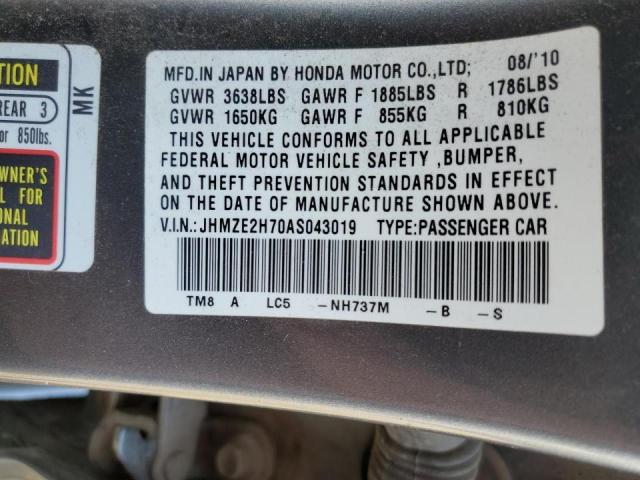 TION
REAR 3
or 850lbs.
MK
WNER'S
L FOR
ONAL
ATION
MFD.IN JAPAN BY HONDA MOTOR CO.,LTD; 08/'10
GVWR 3638LBS GAWR F 1885LBS R 1786LBS
GVWR 1650KG GAWR F 855KG R 810KG
THIS VEHICLE CONFORMS TO ALL APPLICABLE
FEDERAL MOTOR VEHICLE SAFETY ,BUMPER,
AND THEFT PREVENTION STANDARDS IN EFFECT
ON THE DATE OF MANUFACTURE SHOWN ABOVE.
V.I.N.:JHMZE2H70AS043019 TYPE:PASSENGER CAR
TM8 A LC5 -NH737M -B -S